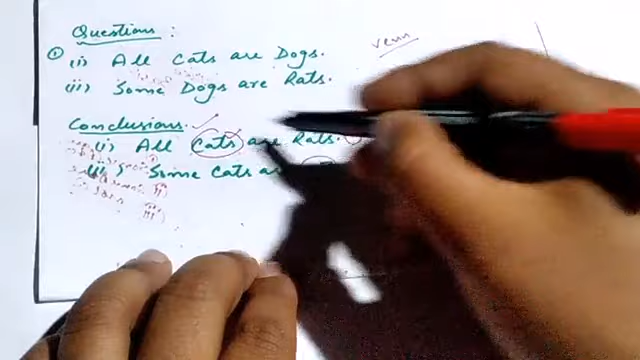 Questions :
venn
① (i) All Cats are Dogs.
(ii) Some Dogs are Rats.
Conclusions.
(i) All Cats are Rats.
Some Cats